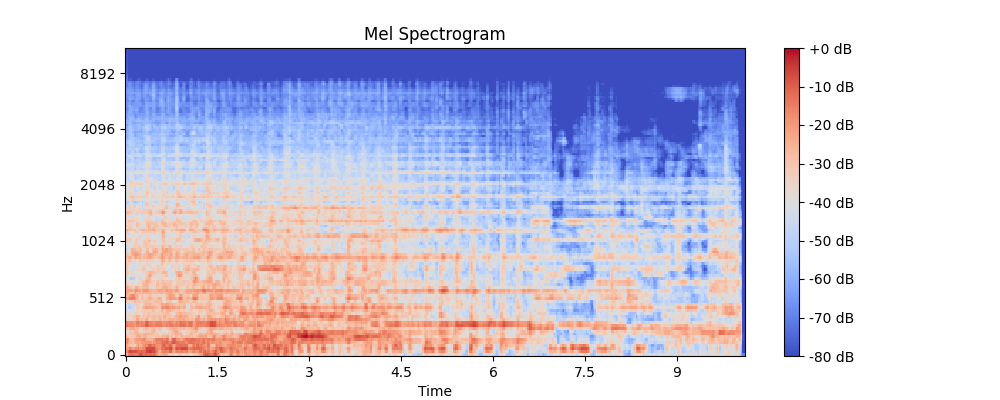 Mel Spectrogram
Hz
8192
4096
2048
1024
512
0
0 1.5 3 4.5 6 7.5 9
Time
+0 dB
-10 dB
-20 dB
-30 dB
-40 dB
-50 dB
-60 dB
-70 dB
-80 dB